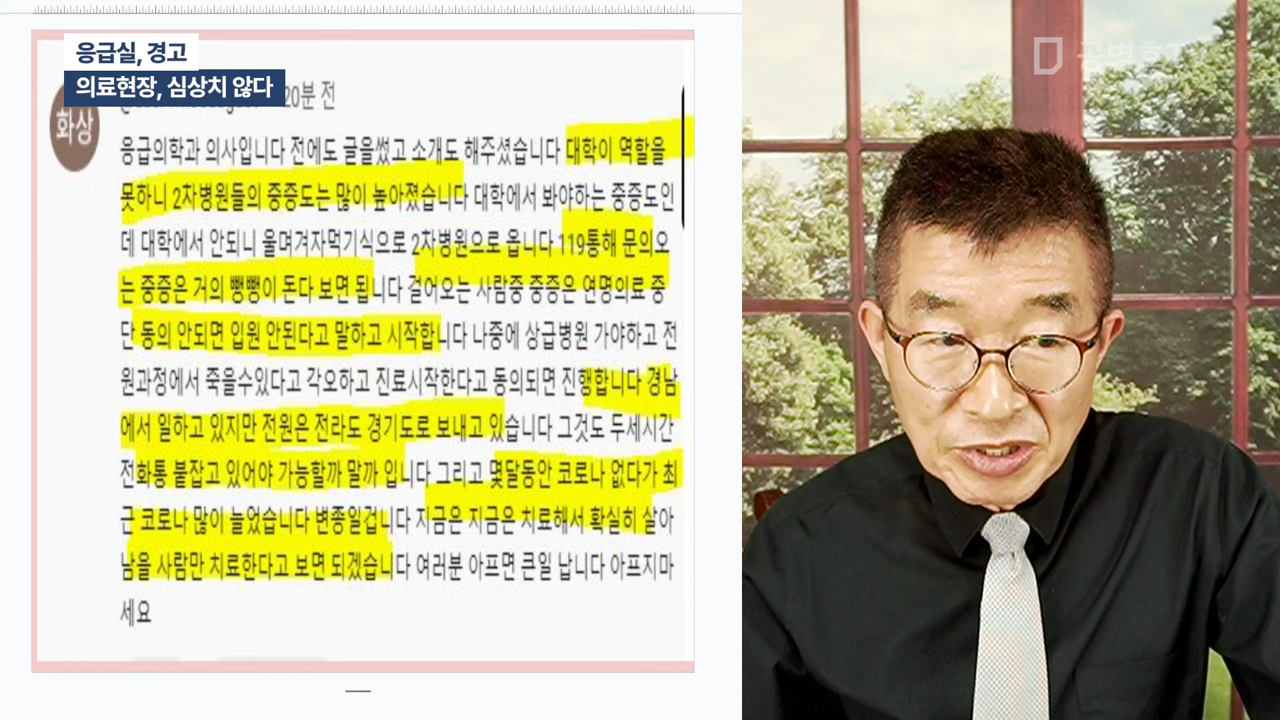 응급실, 경고
의료현장, 심상치 않다
20분 전
화상
응급의학과 의사입니다 전에도 글을썼고 소개도 해주셨습니다 대학이 역할을
못하니 2차병원들의 중증도는 많이 높아졌습니다 대학에서 봐야하는 중증도인
데 대학에서 안되니 울며겨자먹기식으로 2차병원으로 옵니다 119통해 문의오
는 중증은 거의 뺑뺑이 돈다 보면 됩니다 걸어오는 사람중 중증은 연명의료 중
단 동의 안되면 입원 안된다고 말하고 시작합니다 나중에 상급병원 가야하고 전
원과정에서 죽을수있다고 각오하고 진료시작한다고 동의되면 진행합니다 경남
에서 일하고 있지만 전원은 전라도 경기도로 보내고 있습니다 그것도 두세시간
전화통 붙잡고 있어야 가능할까 말까 입니다 그리고 몇달동안 코로나 없다가 최
근 코로나 많이 늘었습니다 변종일겁니다 지금은 지금은 치료해서 확실히 살아
남을 사람만 치료한다고 보면 되겠습니다 여러분 아프면 큰일 납니다 아프지마
세요
공병호TV